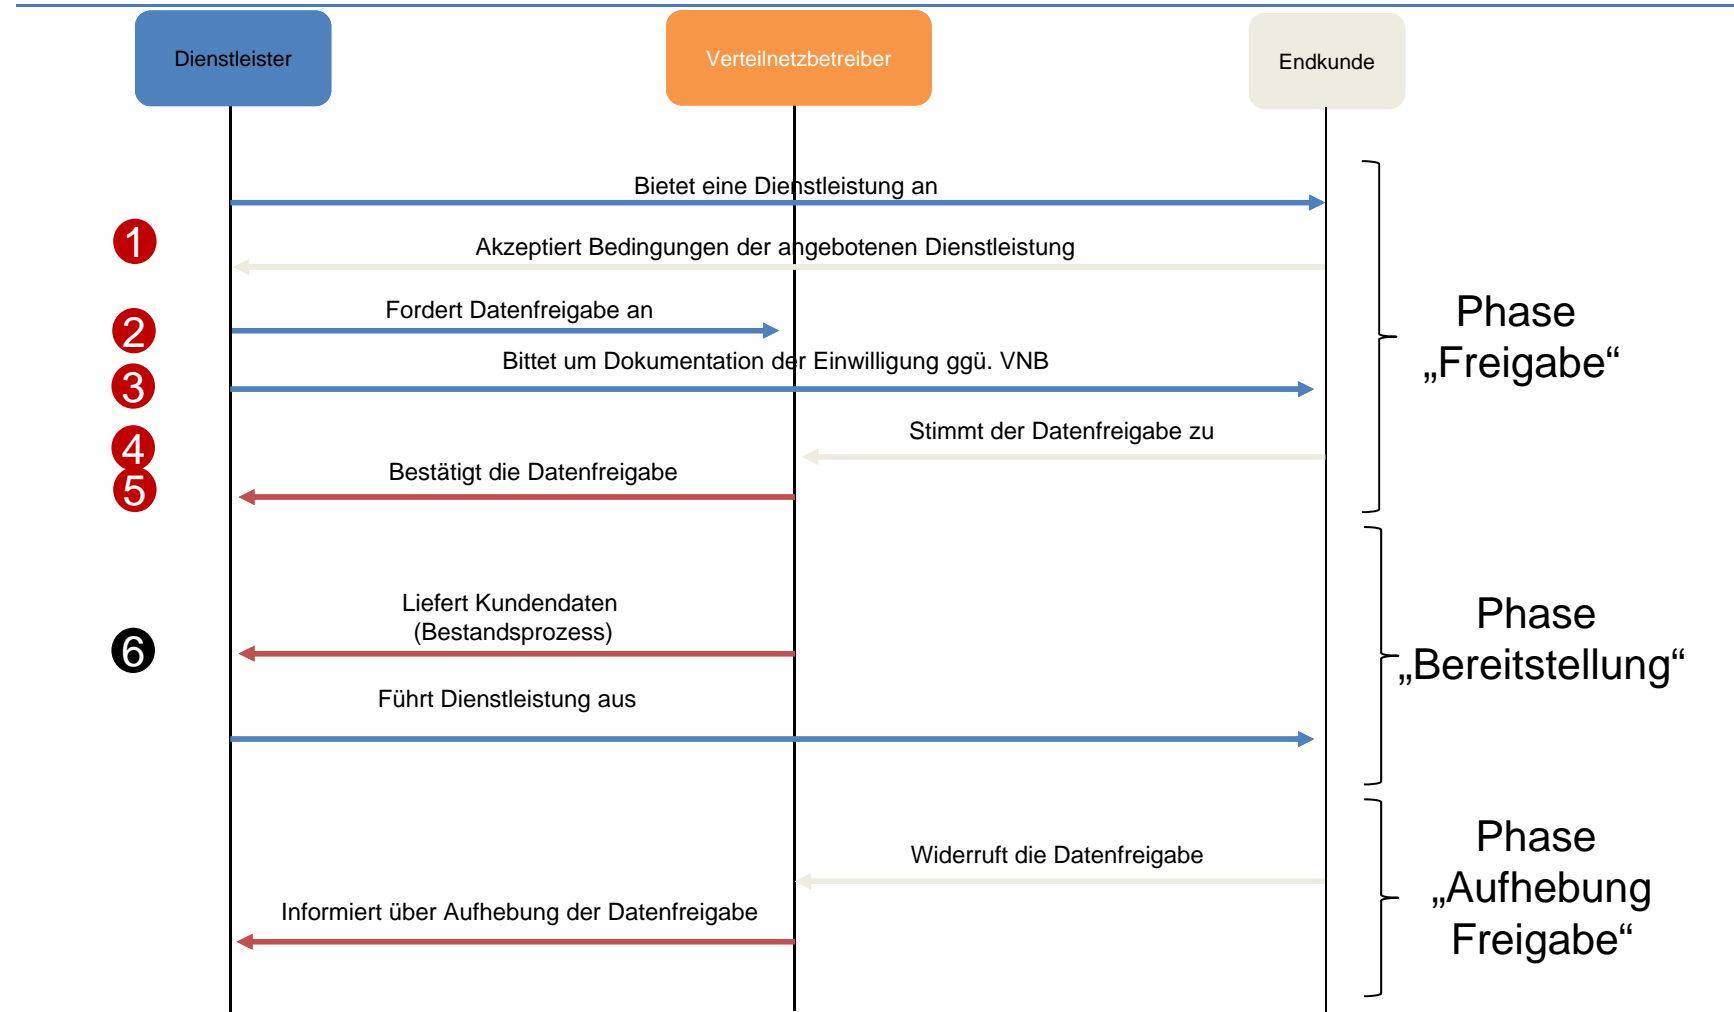 Dienstleister
Verteilnetzbetreiber
Endkunde
Bietet eine Dienstleistung an
1
Akzeptiert Bedingungen der angebotenen Dienstleistung
2
Fordert Datenfreigabe an
3
Bittet um Dokumentation der Einwilligung ggü. VNB
4
Stimmt der Datenfreigabe zu
5
Bestätigt die Datenfreigabe
Phase
„Freigabe“
6
Liefert Kundendaten
(Bestandsprozess)
Führt Dienstleistung aus
Phase
„Bereitstellung“
Widerruft die Datenfreigabe
Informiert über Aufhebung der Datenfreigabe
Phase
„Aufhebung
Freigabe“